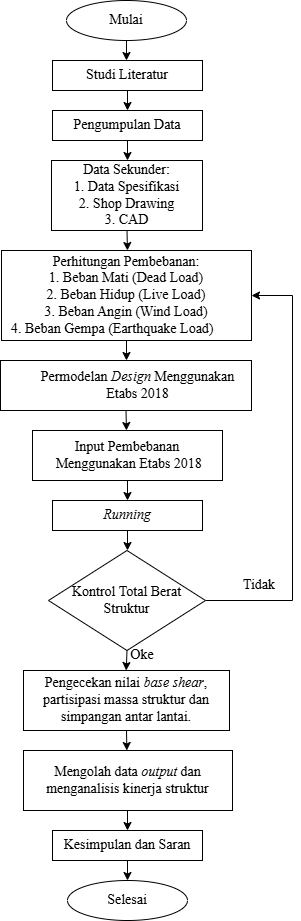 Mulai
Studi Literatur
Pengumpulan Data
Data Sekunder:
1. Data Spesifikasi
2. Shop Drawing
3. CAD
Perhitungan Pembebanan:
1. Beban Mati (Dead Load)
2. Beban Hidup (Live Load)
3. Beban Angin (Wind Load)
4. Beban Gempa (Earthquake Load)
Permodelan Design Menggunakan
Etabs 2018
Input Pembebanan
Menggunakan Etabs 2018
Running
Kontrol Total Berat
Struktur
Tidak
Oke
Pengecekan nilai base shear,
partisipasi massa struktur dan
simpangan antar lantai.
Mengolah data output dan
menganalisis kinerja struktur
Kesimpulan dan Saran
Selesai